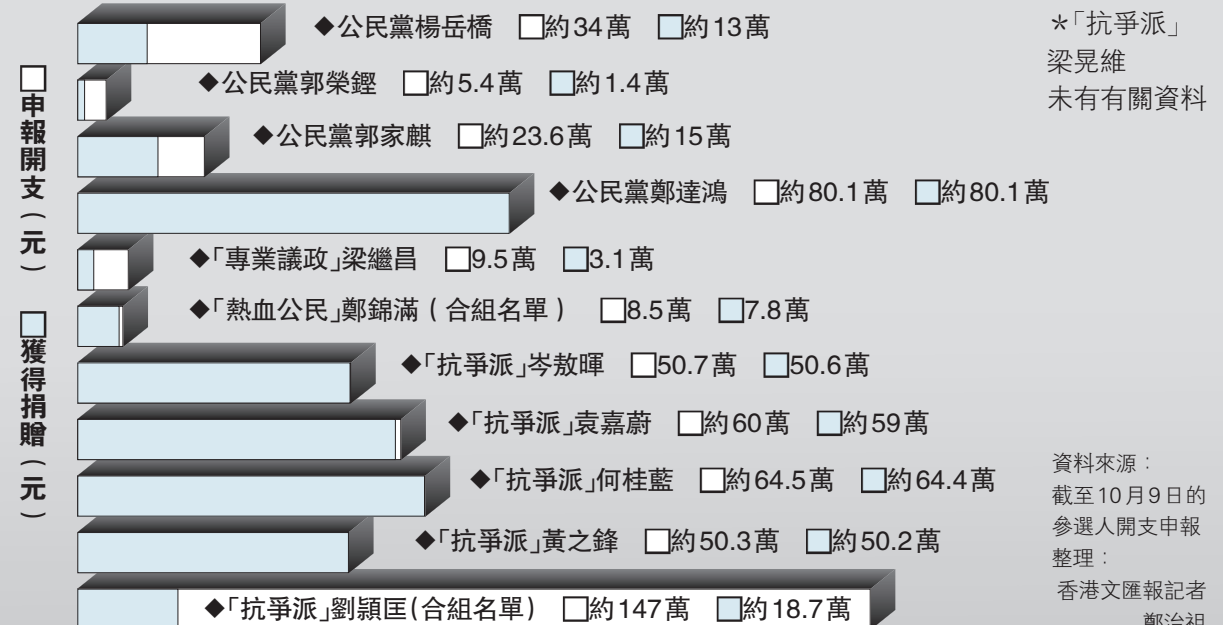 □申報開支(元)
□獲得捐贈(元)
◆公民黨楊岳橋 □約34萬 □約13萬
◆公民黨郭榮鏗 □約5.4萬 □約1.4萬
◆公民黨郭家麒 □約23.6萬 □約15萬
◆公民黨鄭達鴻 □約80.1萬 □約80.1萬
◆「專業議政」梁繼昌 □9.5萬 □3.1萬
◆「熱血公民」鄭錦滿(合組名單) □8.5萬 □7.8萬
◆「抗爭派」岑敖暉 □50.7萬 □50.6萬
◆「抗爭派」袁嘉蔚 □約60萬 □約59萬
◆「抗爭派」何桂藍 □約64.5萬 □約64.4萬
◆「抗爭派」黃之鋒 □約50.3萬 □約50.2萬
◆「抗爭派」劉頴匡(合組名單) □約147萬 □約18.7萬
*「抗爭派」
梁晃維
未有有關資料
資料來源:
截至10月9日的
參選人開支申報
整理:
香港文匯報記者
鄭治祖